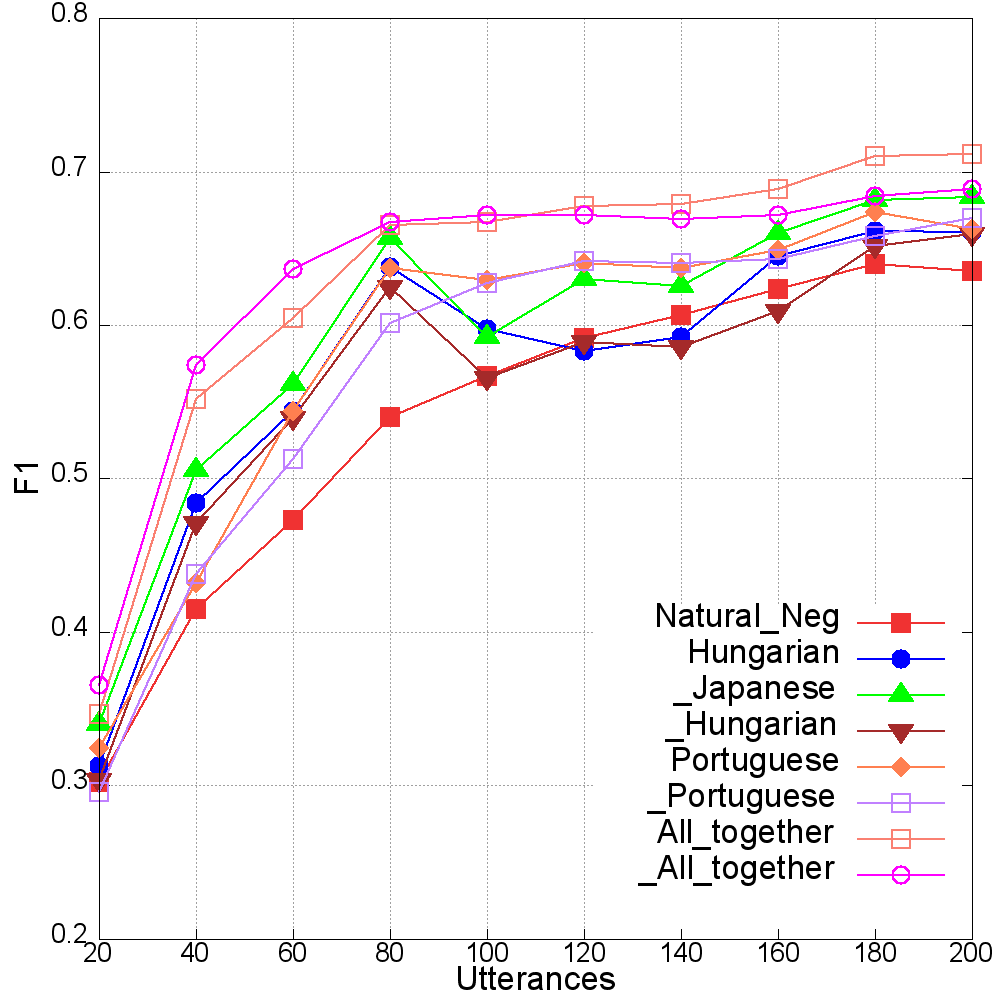 0.8
0.7
0.6
0.5
0.4
0.3
0.2
F1
Natural_Neg
Hungarian
_Japanese
_Hungarian
Portuguese
_Portuguese
All_together
_All_together
20 40 60 80 100 120 140 160 180 200
Utterances